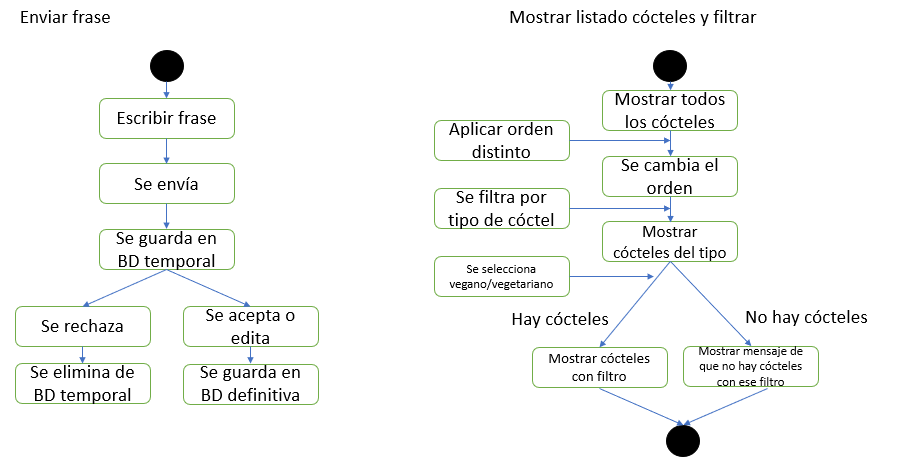 Enviar frase
Escribir frase
Se envía
Se guarda en
BD temporal
Se rechaza
Se acepta o
edita
Se elimina de
BD temporal
Se guarda en
BD definitiva
Mostrar listado cócteles y filtrar
Mostrar todos
los cócteles
Aplicar orden
distinto
Se cambia el
orden
Se filtra por
tipo de cóctel
Mostrar
cócteles del tipo
Se selecciona
vegano/vegetariano
Hay cócteles
No hay cócteles
Mostrar cócteles
con filtro
Mostrar mensaje de
que no hay cócteles
con ese filtro